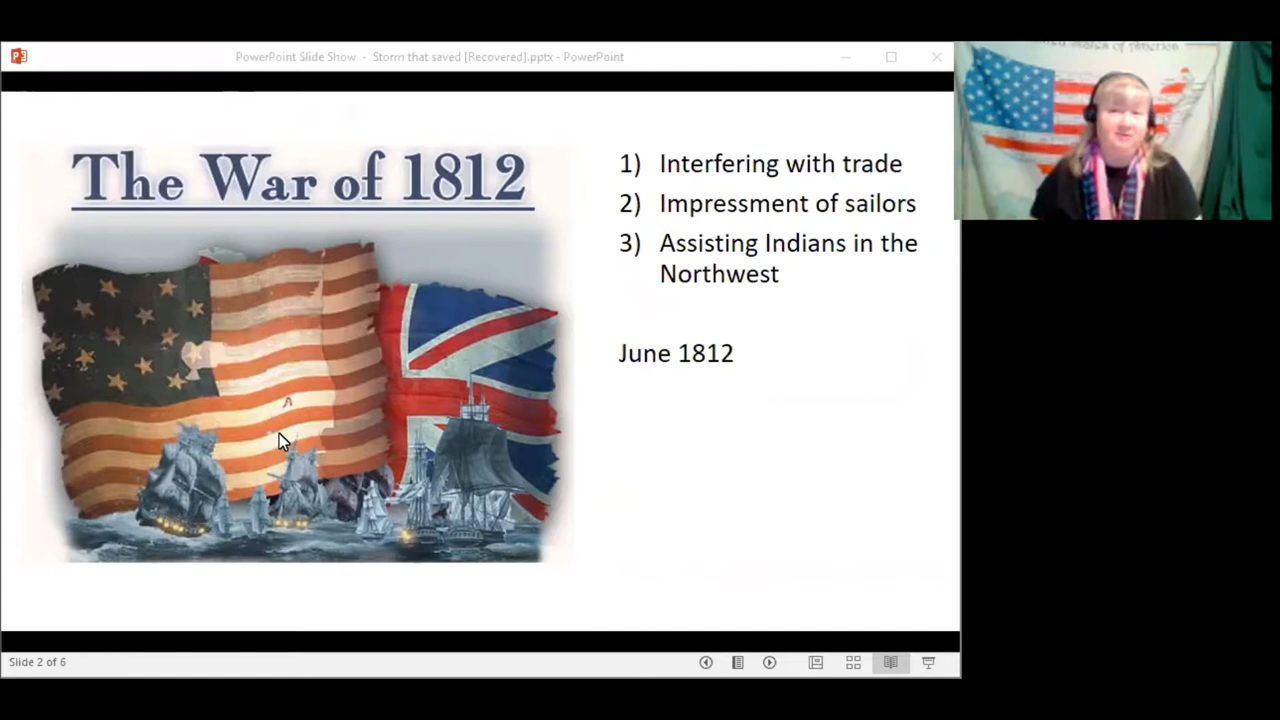 PowerPoint Slide Show - Storm that saved [Recovered].pptx - PowerPoint
The War of 1812
1) Interfering with trade
2) Impressment of sailors
3) Assisting Indians in the
Northwest
June 1812
Slide 2 of 6